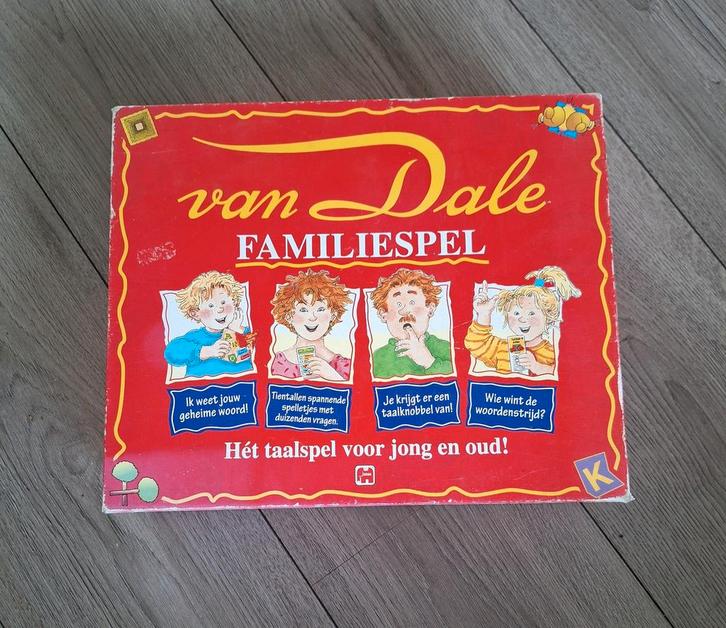 van Dale
FAMILIESPEL
Ik weet jouw
geheime woord!
Tientallen spannende
spelletjes met
duizenden vragen.
Je krijgt er een
taalknobbel van!
Wie wint de
woordenstrijd?
Hét taalspel voor jong en oud!
K